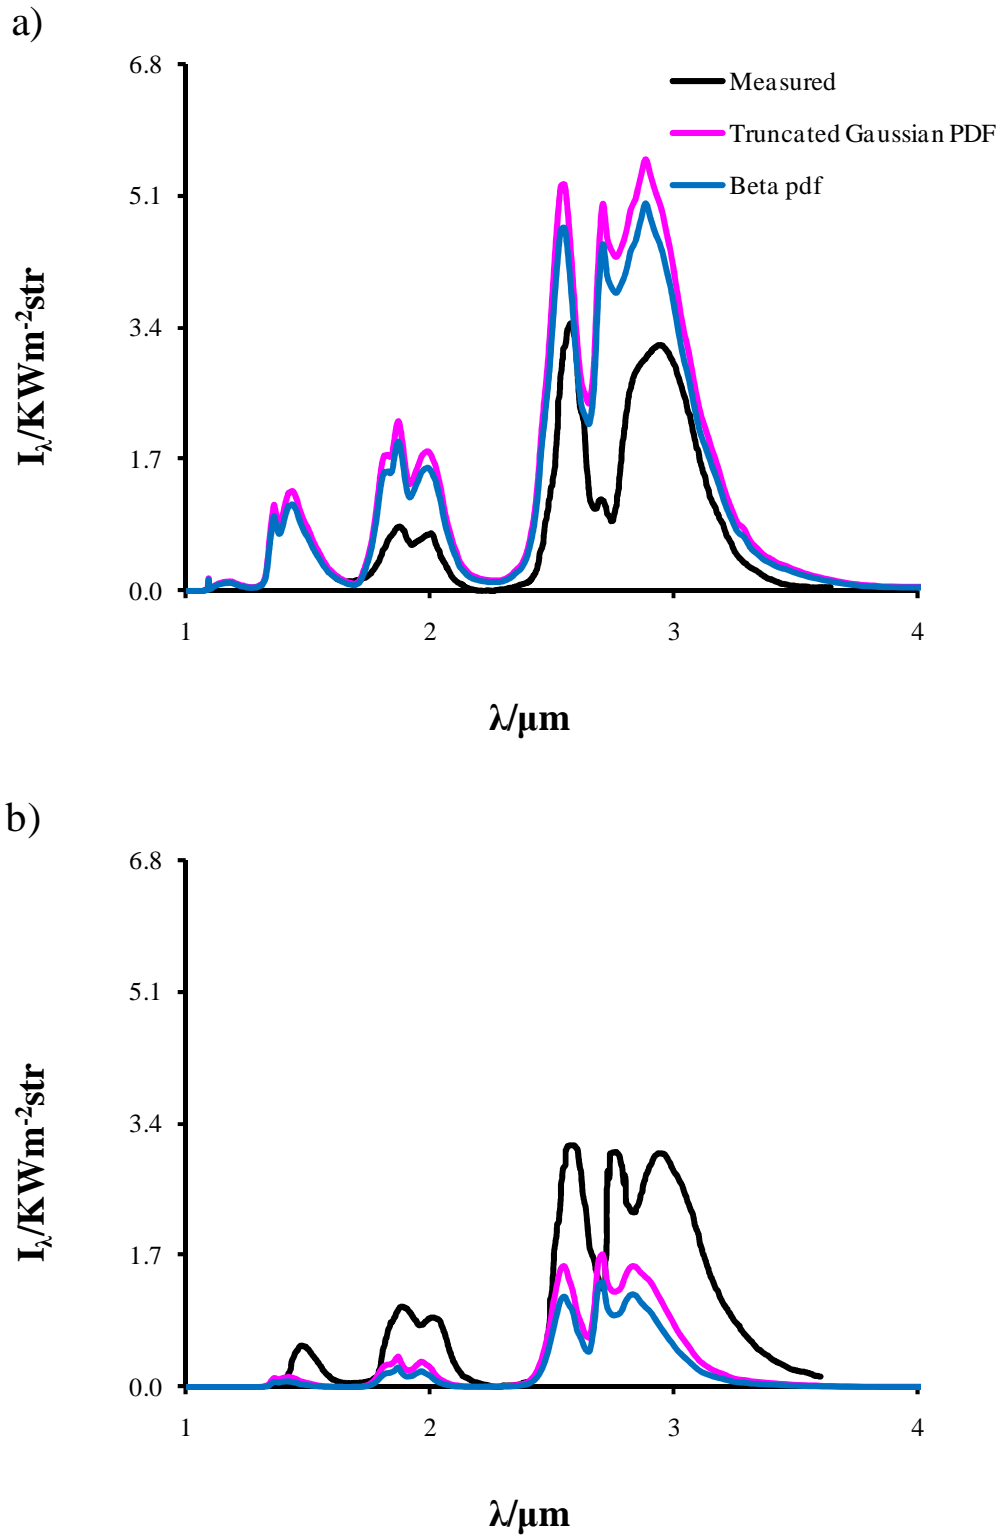 a)
6.8
5.1
3.4
1.7
0.0
1 2 3 4
Measured
Truncated Gaussian PDF
Beta pdf
Iλ/KWm-2str
λ/μm
b)
6.8
5.1
3.4
1.7
0.0
1 2 3 4
Iλ/KWm-2str
λ/μm